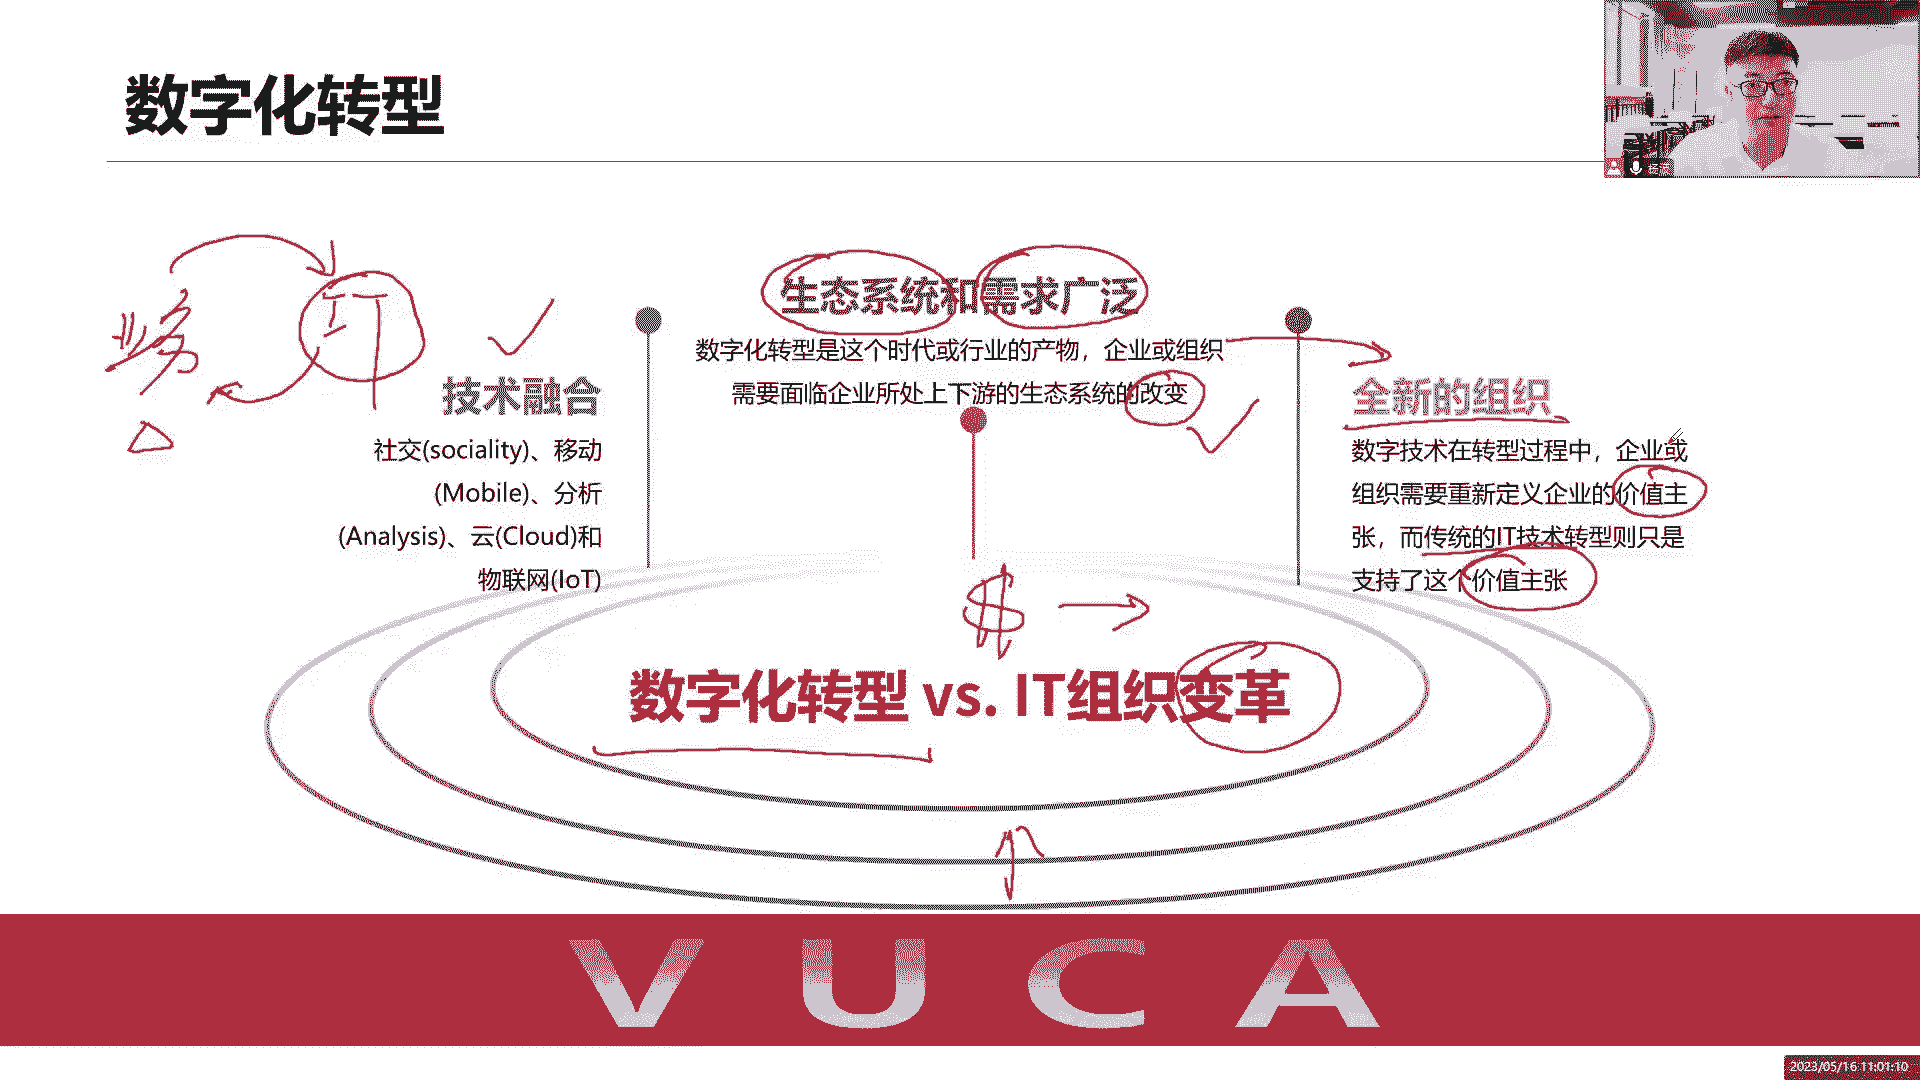 数字化转型
业务
IT
生态系统和需求广泛
数字化转型是这个时代或行业的产物，企业或组织
需要面临企业所处上下游的生态系统的改变
技术融合
社交(sociality)、移动
(Mobile)、分析
(Analysis)、云(Cloud)和
物联网(IoT)
全新的组织
数字技术在转型过程中，企业或
组织需要重新定义企业的价值主
张，而传统的IT技术转型则只是
支持了这个价值主张
$
数字化转型 vs. IT组织变革
VUCA
2023/05/16 11:01:10